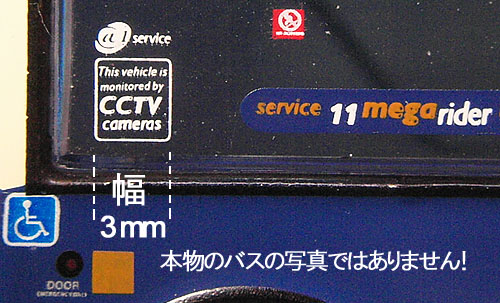 a1 service
This vehicle is
monitored by
CCTV
cameras
service 11 megarider
幅
3mm
本物のバスの写真ではありません!
DOOR